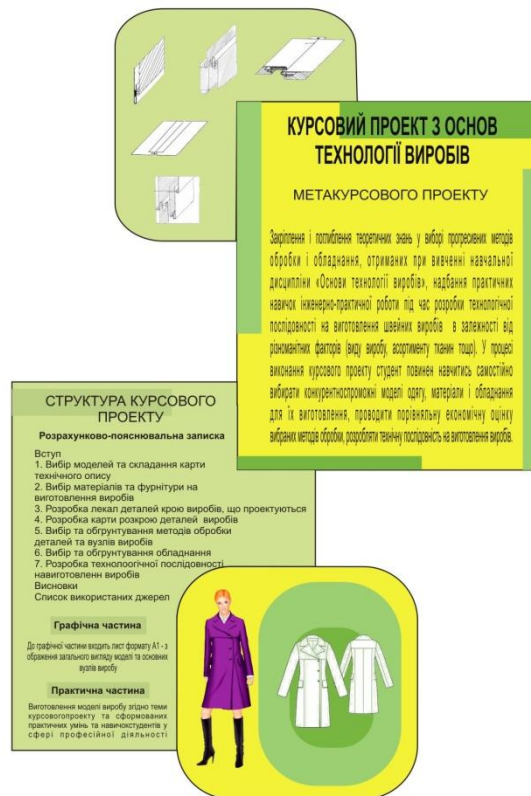 КУРСОВИЙ ПРОЕКТ З ОСНОВ
ТЕХНОЛОГІЇ ВИРОБІВ
МЕТАКУРСОВОГО ПРОЕКТУ
Закріплення і поглиблення теоретичних знань у виборі прогресивних методів
обробки і обладнання, отриманих при вивченні навчальної
дисципліни «Основи технології виробів», надбання практичних
навичок інженерно-практичної роботи під час розробки технологічної
послідовності на виготовлення швейних виробів в залежності від
різноманітних факторів (виду виробу, асортименту тканин тощо). У процесі
виконання курсового проекту студент повинен навчитись самостійно
вибирати конкурентноспроможні моделі одягу, матеріали і обладнання
для їх виготовлення, проводити порівняльну економічну оцінку
вибраних методів обробки, розробляти технічну послідовність на виготовлення виробів.
СТРУКТУРА КУРСОВОГО
ПРОЕКТУ
Розрахунково-пояснювальна записка
Вступ
1. Вибір моделей та складання карти
технічного опису
2. Вибір матеріалів та фурнітури на
виготовлення виробів
3. Розробка лекал деталей крою виробів, що проектуються
4. Розробка карти розкрою деталей виробів
5. Вибір та обгрунтування методів обробки
деталей та вузлів виробів
6. Вибір та обгрунтування обладнання
7. Розробка технооогічної послідовності
навиготовленн виробів
Висновки
Список використаних джерел
Графічна частина
До графічної частини входить лист формату А1 - з
ображення загального вигляду моделі та основних
вузлів виробу
Практична частина
Виготовлення моделі виробу згідно теми
курсовогопроекту та сформованих
практичних умінь та навичокстудентів у
сфері професійної діяльності